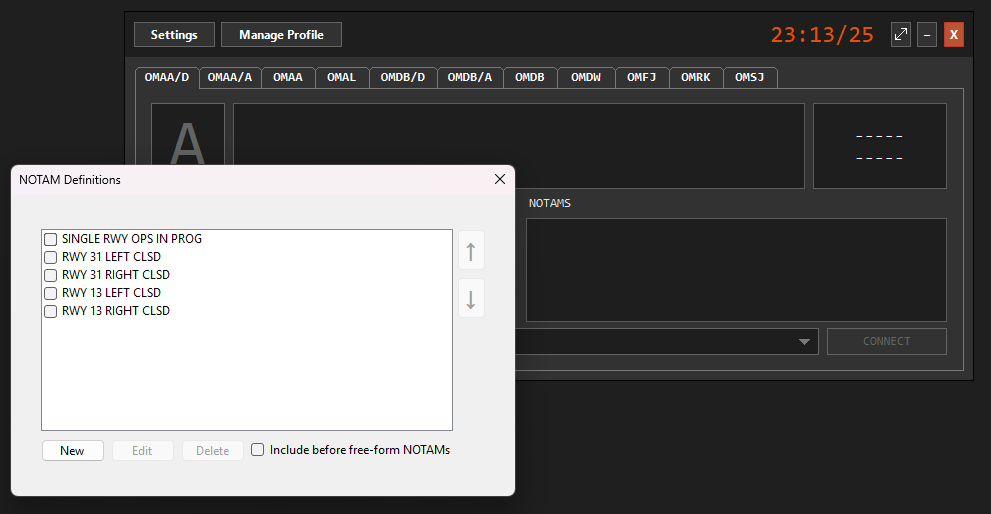 Settings
Manage Profile
23:13/25
X
OMAA/D
OMAA/A
OMAA
OMAL
OMDB/D
OMDB/A
OMDB
OMDW
OMFJ
OMRK
OMSJ
A
-----
-----
NOTAMS
CONNECT
NOTAM Definitions
SINGLE RWY OPS IN PROG
RWY 31 LEFT CLSD
RWY 31 RIGHT CLSD
RWY 13 LEFT CLSD
RWY 13 RIGHT CLSD
New
Edit
Delete
Include before free-form NOTAMs